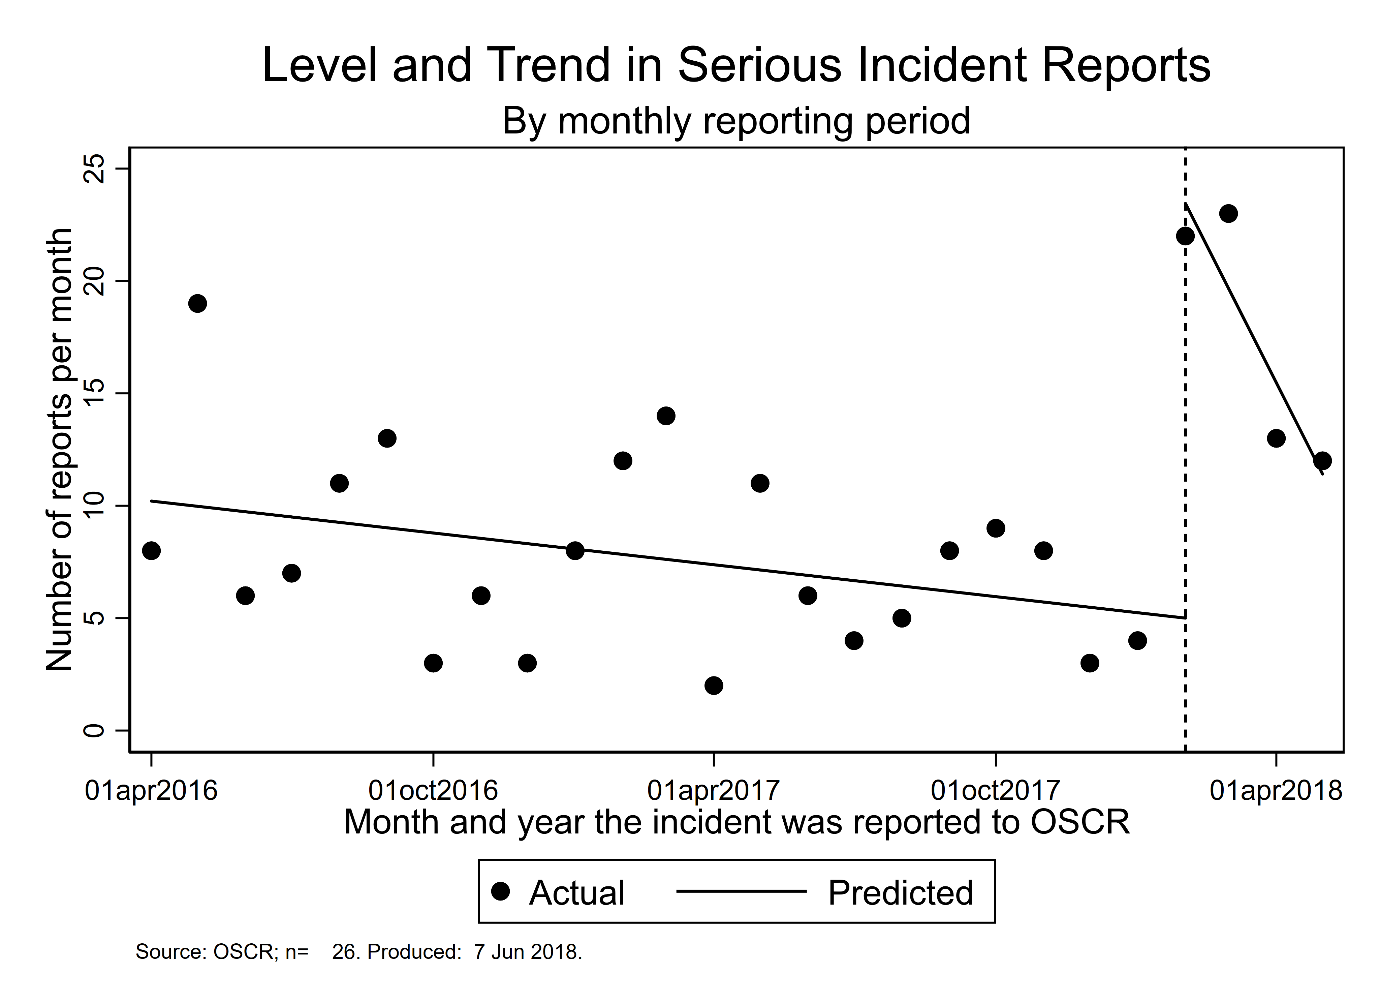 Level and Trend in Serious Incident Reports
By monthly reporting period
Number of reports per month
25
20
15
10
5
0
01apr2016 01oct2016 01apr2017 01oct2017 01apr2018
Month and year the incident was reported to OSCR
Actual Predicted
Source: OSCR; n= 26. Produced: 7 Jun 2018.